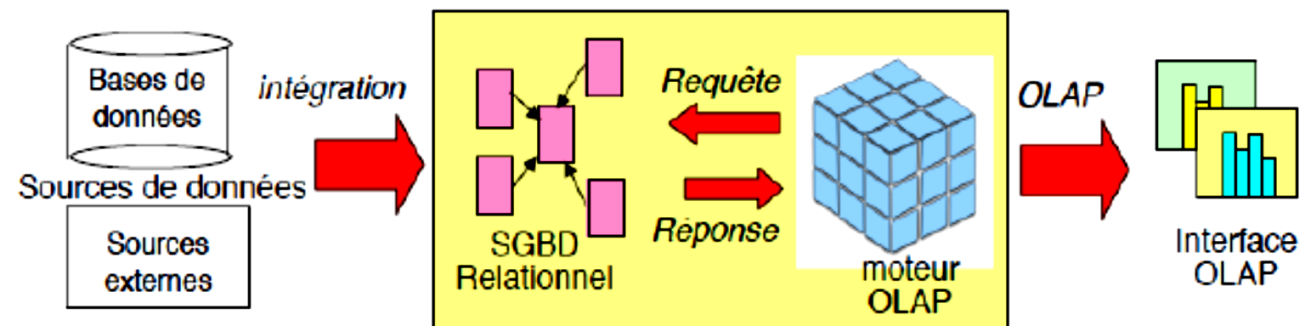 Bases de
données
Sources de données
Sources
externes
intégration
SGBD
Relationnel
Requête
Réponse
moteur
OLAP
OLAP
Interface
OLAP